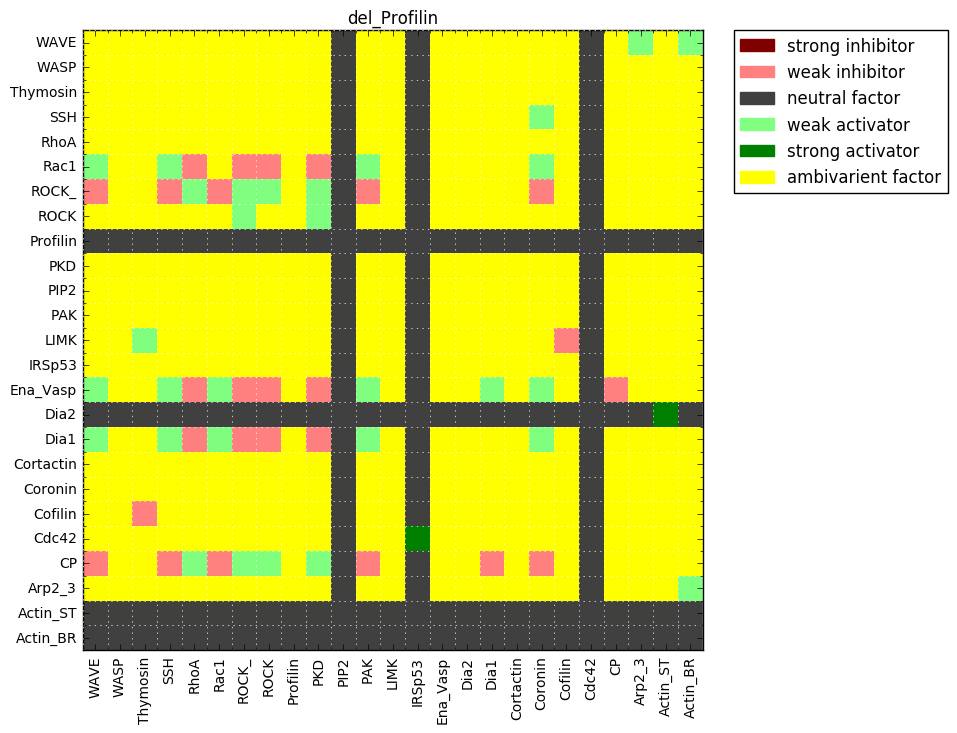 del_Profilin
WAVE
WASP
Thymosin
SSH
RhoA
Rac1
ROCK_
ROCK
Profilin
PKD
PIP2
PAK
LIMK
IRSp53
Ena_Vasp
Dia2
Dia1
Cortactin
Coronin
Cofilin
Cdc42
CP
Arp2_3
Actin_ST
Actin_BR
WAVE
WASP
Thymosin
SSH
RhoA
Rac1
ROCK_
ROCK
Profilin
PKD
PIP2
PAK
LIMK
IRSp53
Ena_Vasp
Dia2
Dia1
Cortactin
Coronin
Cofilin
Cdc42
CP
Arp2_3
Actin_ST
Actin_BR
strong inhibitor
weak inhibitor
neutral factor
weak activator
strong activator
ambivarient factor